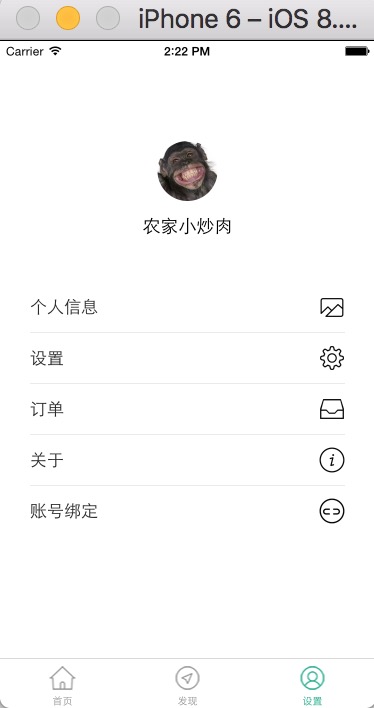 iPhone 6 – iOS 8....
Carrier 2:22 PM
农家小炒肉
个人信息
设置
订单
关于
账号绑定
首页 发现 设置